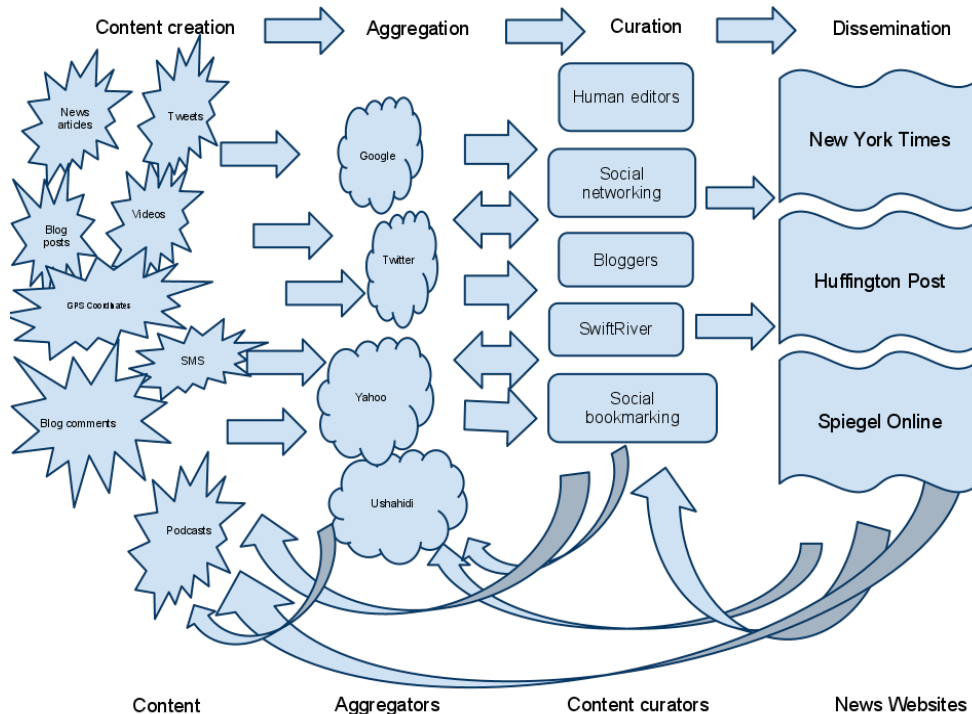 Content creation
Aggregation
Curation
Dissemination
News
articles
Tweets
Blog
posts
Videos
GPS Coordinates
SMS
Blog comments
Podcasts
Google
Twitter
Yahoo
Ushahidi
Human editors
Social
networking
Bloggers
SwiftRiver
Social
bookmarking
New York Times
Huffington Post
Spiegel Online
Content
Aggregators
Content curators
News Websites